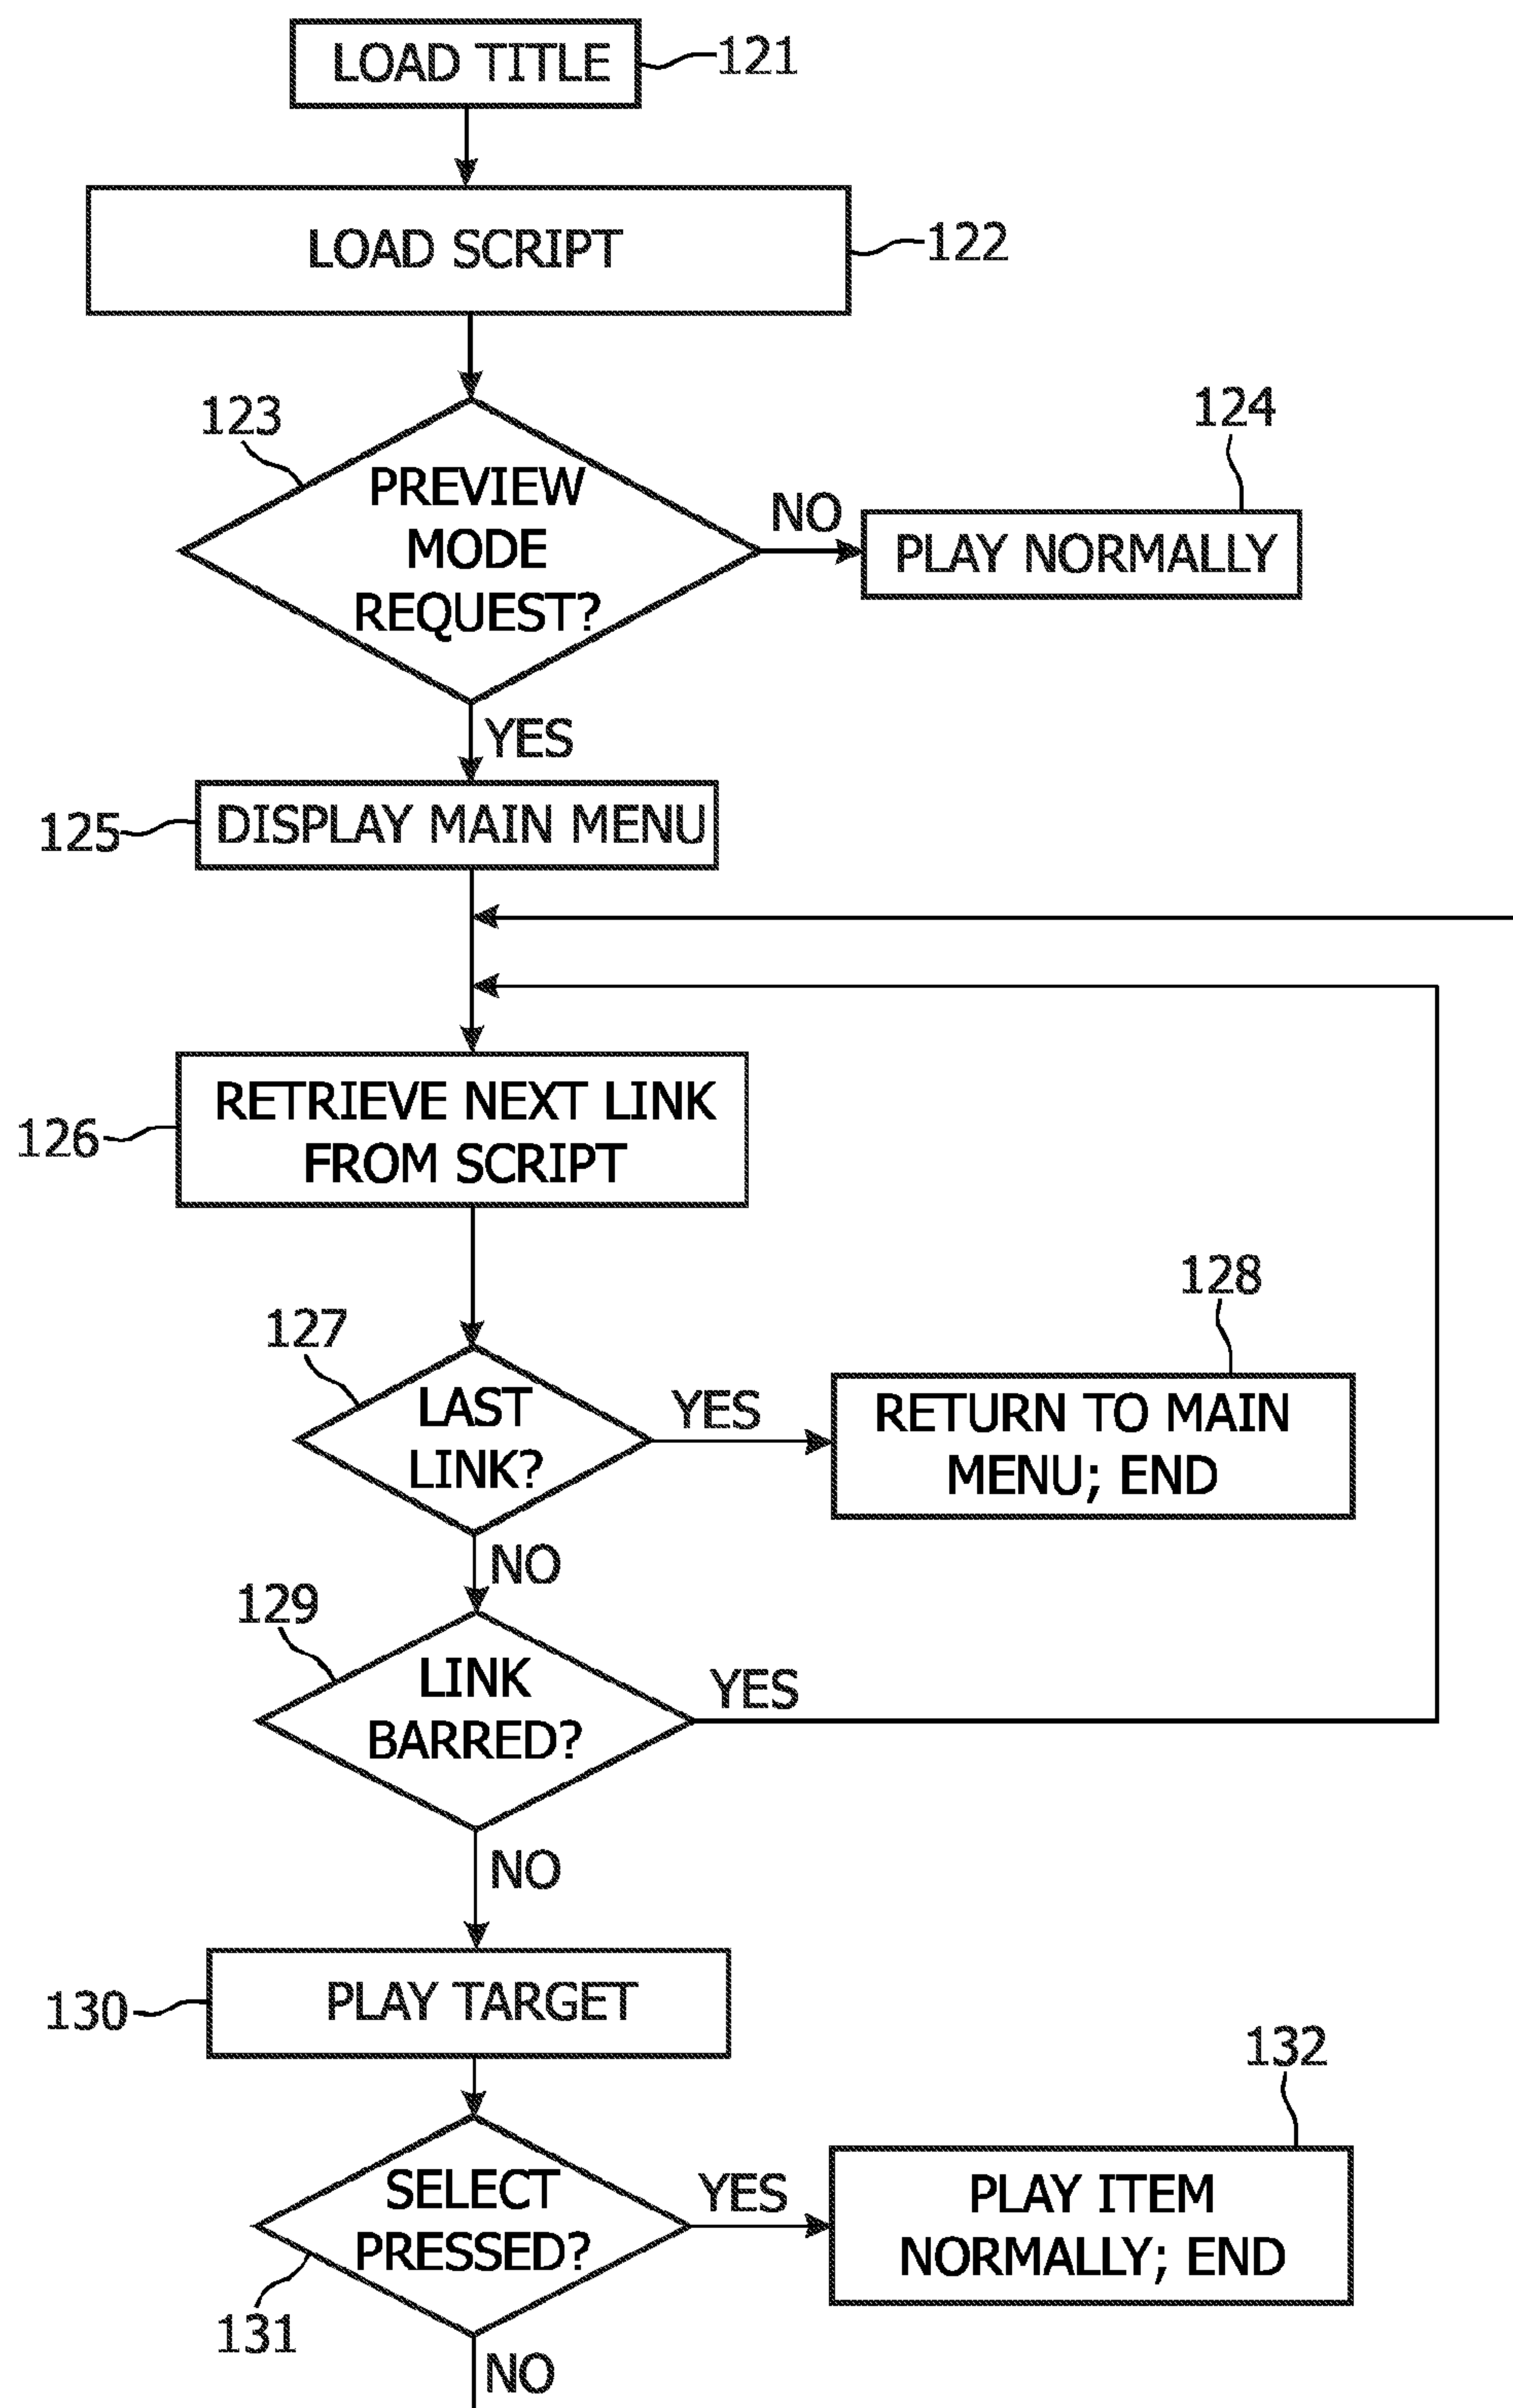 LOAD TITLE
121
LOAD SCRIPT
122
123
PREVIEW
MODE
REQUEST?
NO
124
PLAY NORMALLY
YES
125
DISPLAY MAIN MENU
126
RETRIEVE NEXT LINK
FROM SCRIPT
127
LAST
LINK?
YES
128
RETURN TO MAIN
MENU; END
NO
129
LINK
BARRED?
YES
NO
130
PLAY TARGET
131
SELECT
PRESSED?
YES
132
PLAY ITEM
NORMALLY; END
NO